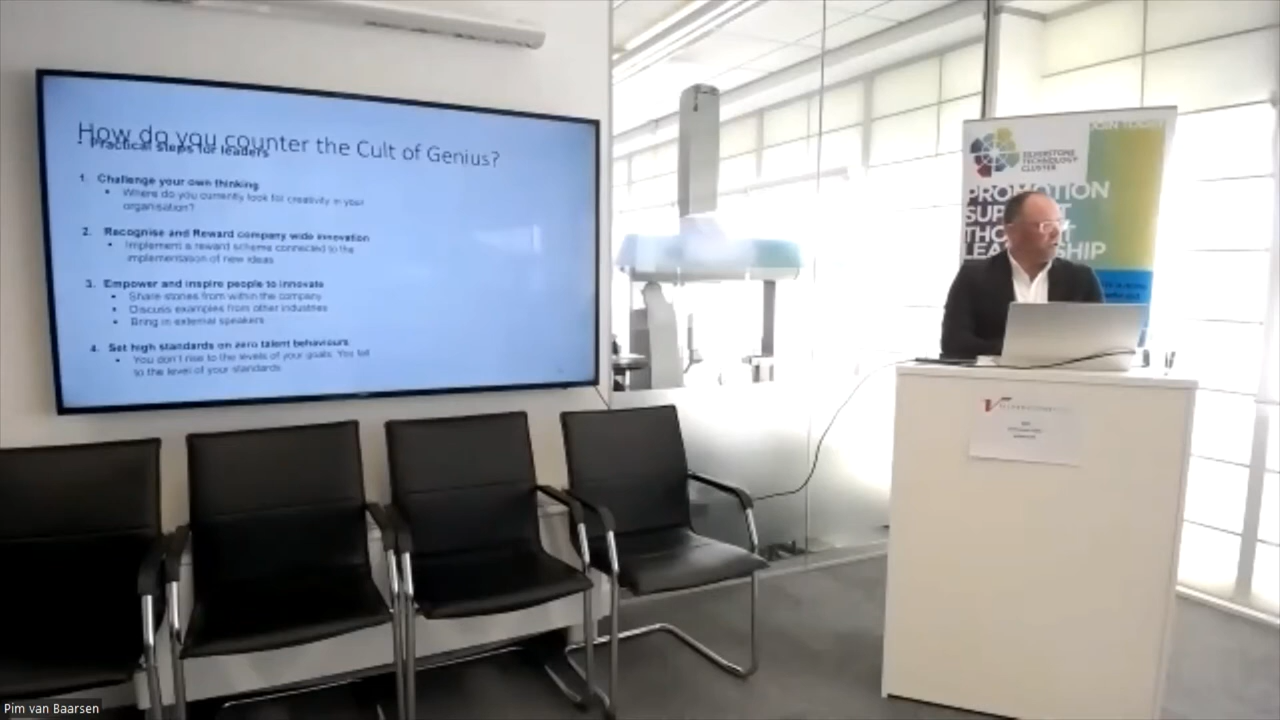 How do you counter the Cult of Genius?
- Practical steps for leaders
1. Challenge your own thinking
• Where do you currently look for creativity in your
organisation?
2. Recognise and Reward company wide innovation
• Implement a reward scheme connected to the
implementation of new ideas
3. Empower and inspire people to innovate
• Share stories from within the company
• Discuss examples from other industries
• Bring in external speakers
4. Set high standards on zero talent behaviours
• You don't rise to the levels of your goals. You fall
to the level of your standards
JOIN TODAY
SILVERSTONE
TECHNOLOGY
CLUSTER
PROMOTION
Pim van Baarsen